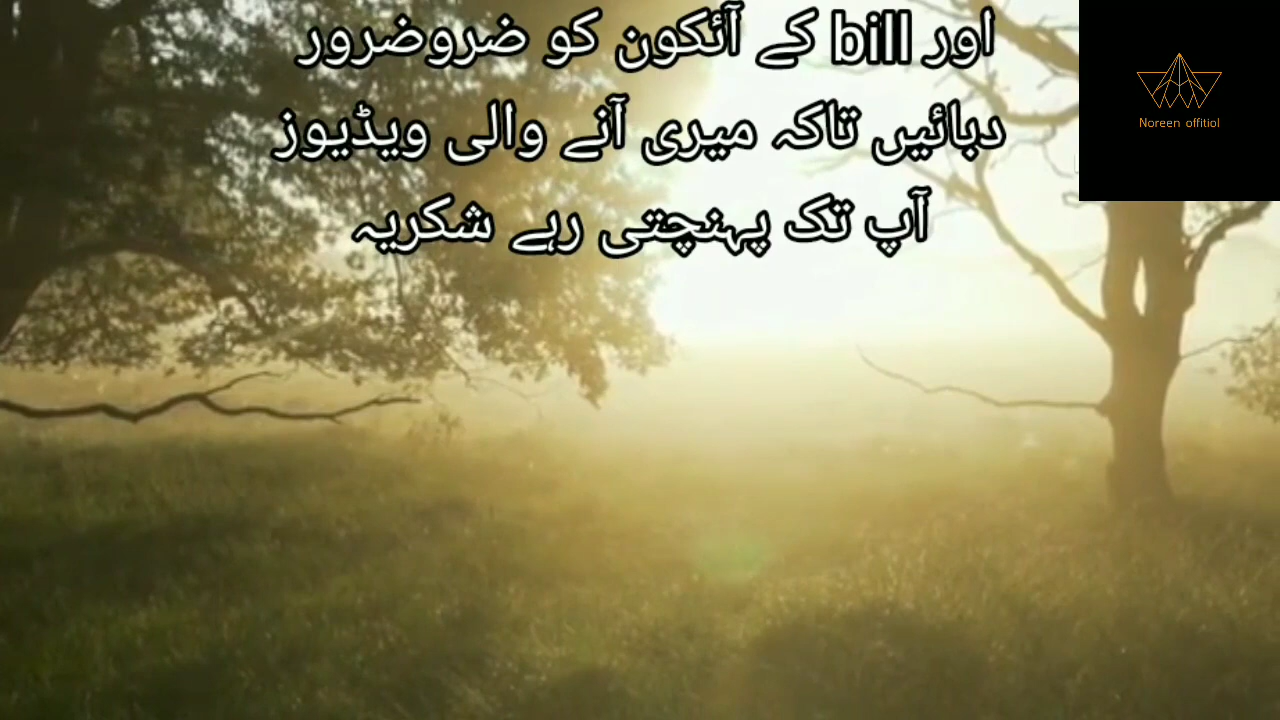 اور bill کے آئکون کو ضروضرور
دبائیں تاکہ میری آنے والی ویڈیوز
آپ تک پہنچتی رہے شکریہ
Noreen offitiol